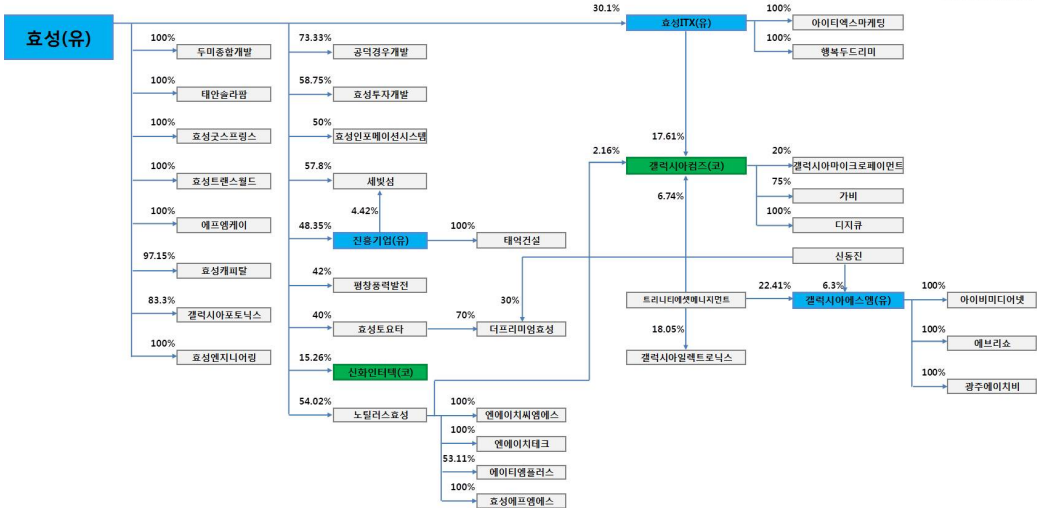 효성(유)
30.1%
효성ITX(유)
100%
아이티엑스마케팅
100%
행복두드리미
100%
두미종합개발
73.33%
공덕경우개발
100%
태안솔라팜
58.75%
효성투자개발
100%
효성굿스프링스
50%
효성인포메이션시스템
17.61%
2.16%
갤럭시아컴즈(코)
20%
갤럭시아마이크로페이먼트
100%
효성트랜스월드
57.8%
세빛섬
6.74%
75%
가비
4.42%
100%
디지큐
100%
에프엠케이
48.35%
진흥기업(유)
100%
태억건설
신동진
97.15%
효성캐피탈
42%
평창풍력발전
30%
트리니티에셋메니지먼트
22.41%
6.3%
갤럭시아에스엠(유)
100%
아이비미디어넷
83.3%
갤럭시아포토닉스
40%
효성토요타
70%
더프리미엄효성
18.05%
갤럭시아일렉트로닉스
100%
에브리쇼
100%
효성엔지니어링
15.26%
신화인터텍(코)
100%
광주에이치비
54.02%
노틸러스효성
100%
엔에이치씨엠에스
100%
엔에이치테크
53.11%
에이티엠플러스
100%
효성에프엠에스